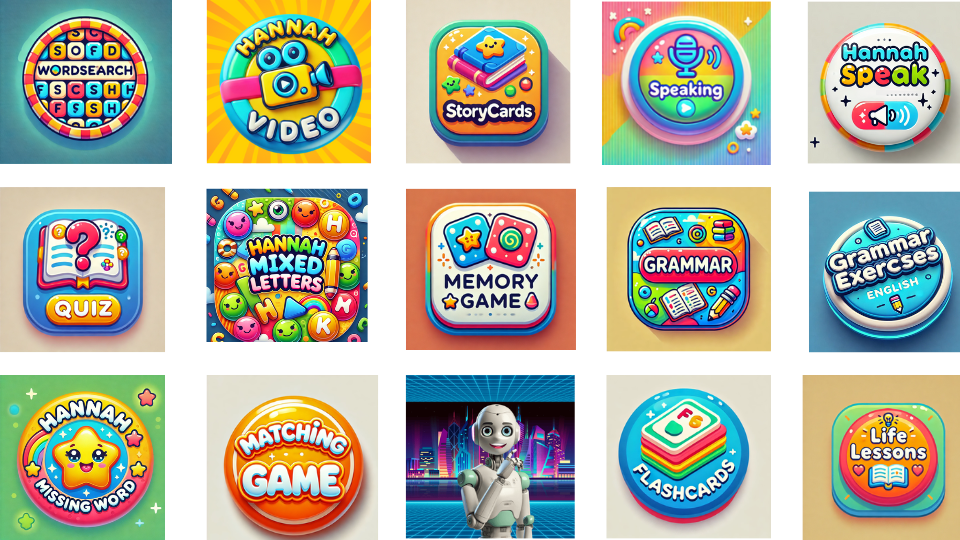 S O F D
WORDSEARCH
F S C S H H
F F S H
HANNAH
VIDEO
StoryCards
Speaking
Hannah
Speak
QUIZ
H
HANNAH
MIXED
LETTERS
H K
MEMORY
GAME
GRAMMAR
Grammar
Exercses
ENGLISH
HANNAH
MISSING WORD
MATCHING
GAME
F G
FLASHCARDS
Life
Lessons